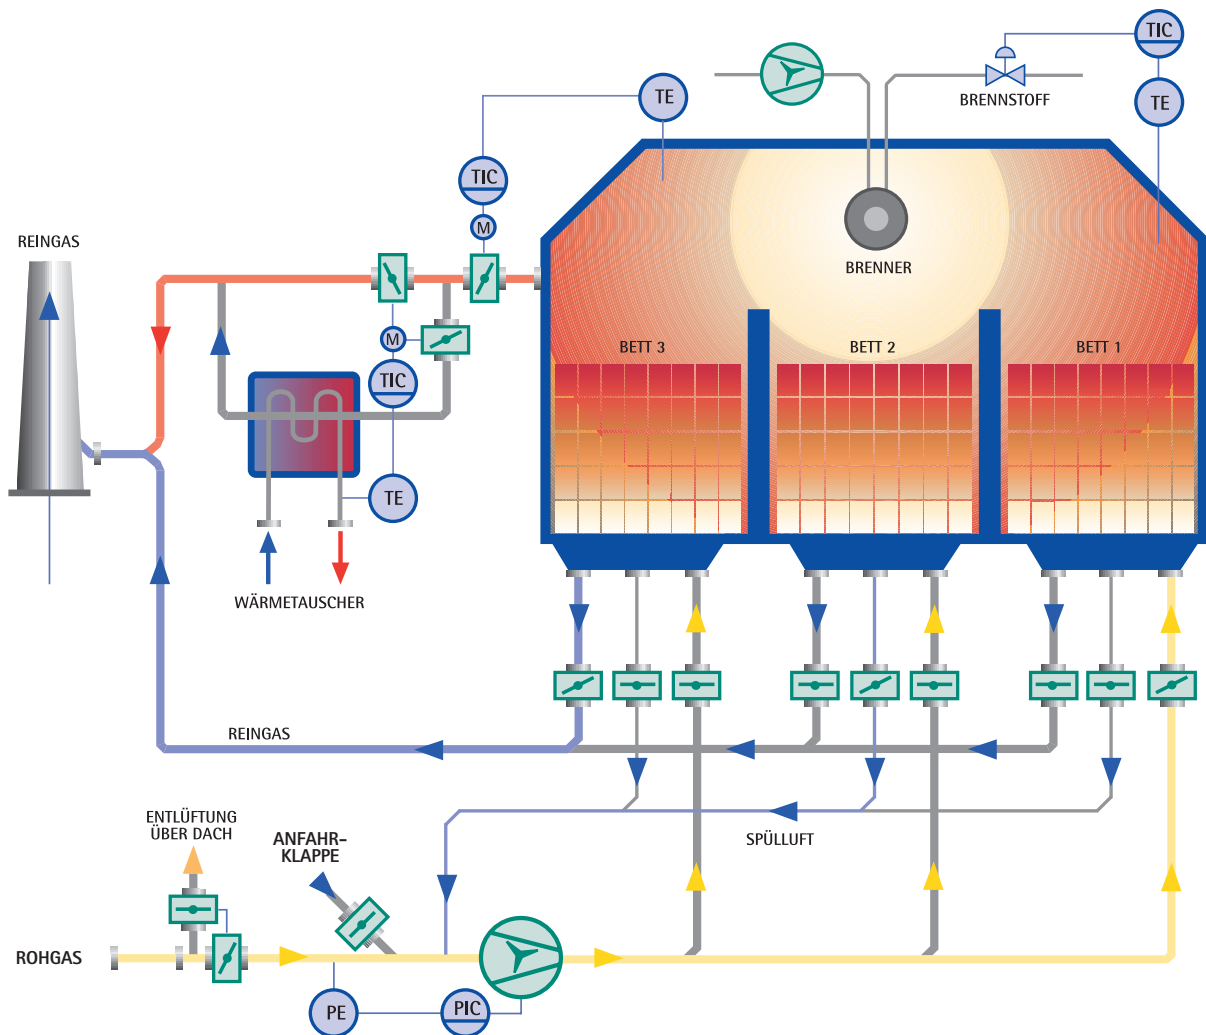 TIC
TE
BRENNSTOFF
TE
TIC
M
REINGAS
BRENNER
M
TIC
BETT 3
BETT 2
BETT 1
TE
WÄRMETAUSCHER
REINGAS
ENTLÜFTUNG
ÜBER DACH
ANFAHR-
KLAPPE
SPÜLLUFT
ROHGAS
PE
PIC